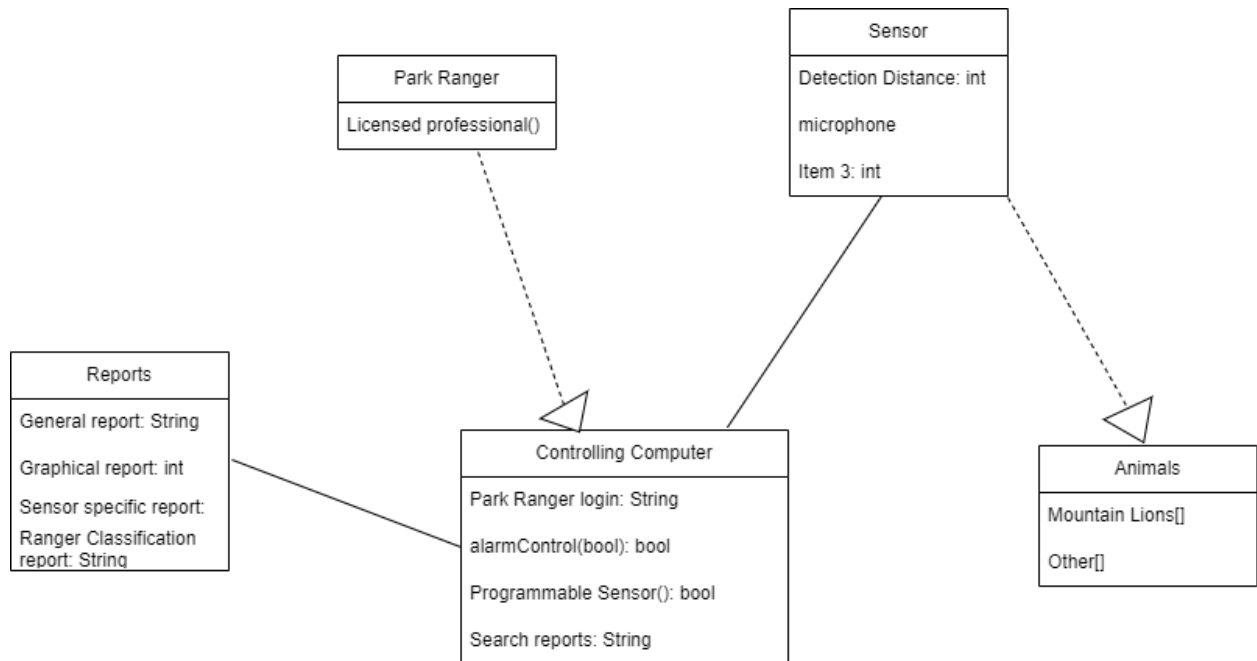 Sensor
Detection Distance: int
microphone
Item 3: int
Park Ranger
Licensed professional()
Reports
General report: String
Graphical report: int
Sensor specific report:
Ranger Classification
report: String
Controlling Computer
Park Ranger login: String
alarmControl(bool): bool
Programmable Sensor(): bool
Search reports: String
Animals
Mountain Lions[]
Other[]